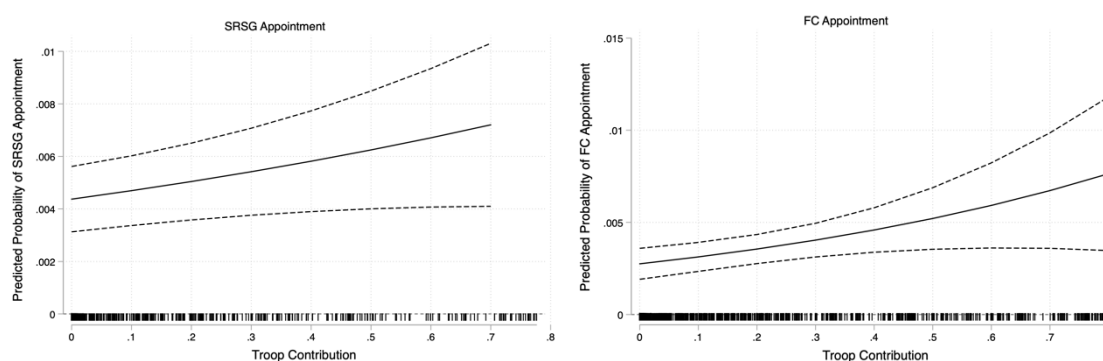 SRSG Appointment
Predicted Probability of SRSG Appointment
.01
.008
.006
.004
.002
0
0 .1 .2 .3 .4 .5 .6 .7 .8
Troop Contribution
FC Appointment
Predicted Probability of FC Appointment
.015
.01
.005
0
0 .1 .2 .3 .4 .5 .6 .7
Troop Contribution